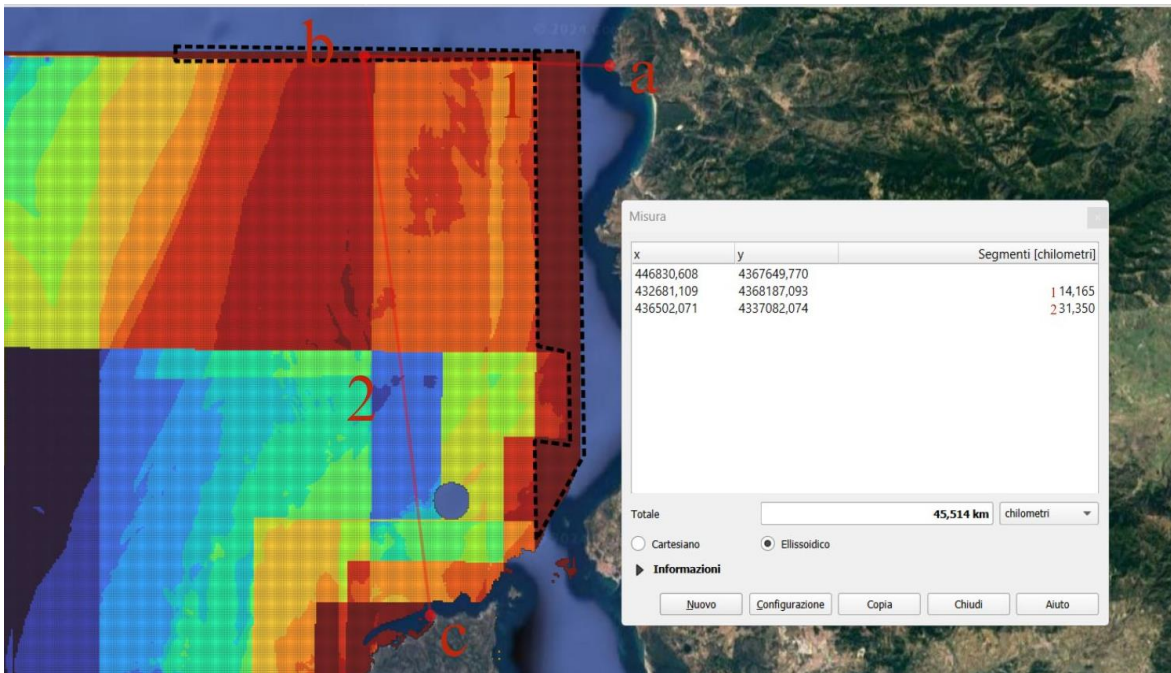 b
a
1
2
c
Misura
x y Segmenti [chilometri]
446830,608 4367649,770
432681,109 4368187,093 1 14,165
436502,071 4337082,074 2 31,350
Totale 45,514 km chilometri
Cartesiano Ellissoidico
Informazioni
Nuovo Configurazione Copia Chiudi Aiuto